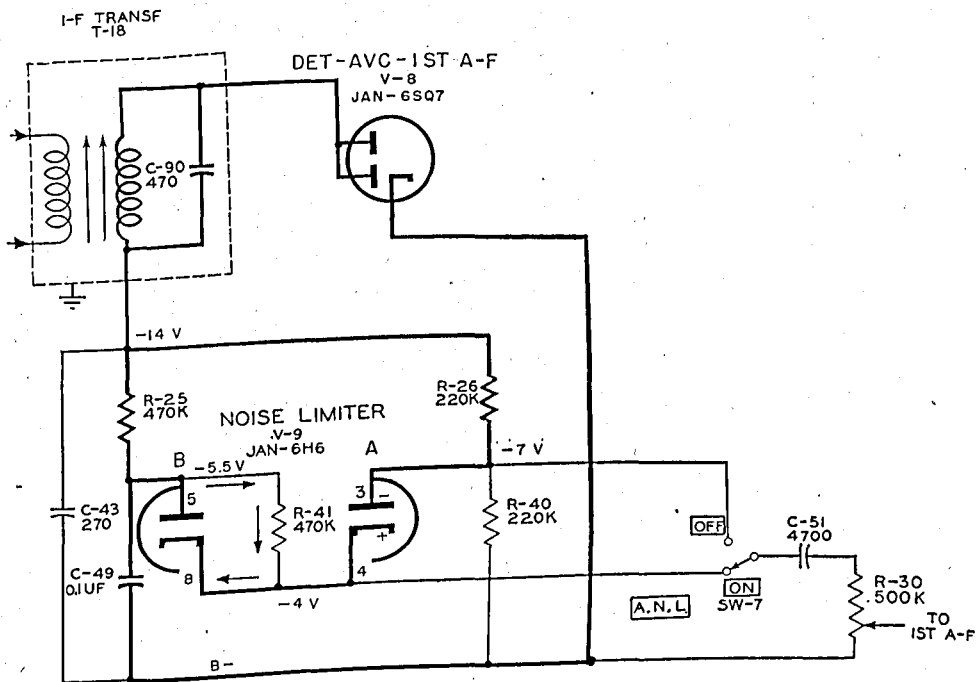 I-F TRANSF
T-18
C-90
470
DET-AVC-1ST A-F
V-8
JAN-6SQ7
-14 V
R-25
470K
R-26
220K
NOISE LIMITER
V-9
JAN-6H6
B
A
-5.5 V
-7 V
5
3
-
+
8
4
R-41
470K
R-40
220K
C-43
270
C-49
0.1UF
-4 V
B-
OFF
ON
SW-7
A.N.L.
C-51
4700
R-30
500K
TO
1ST A-F